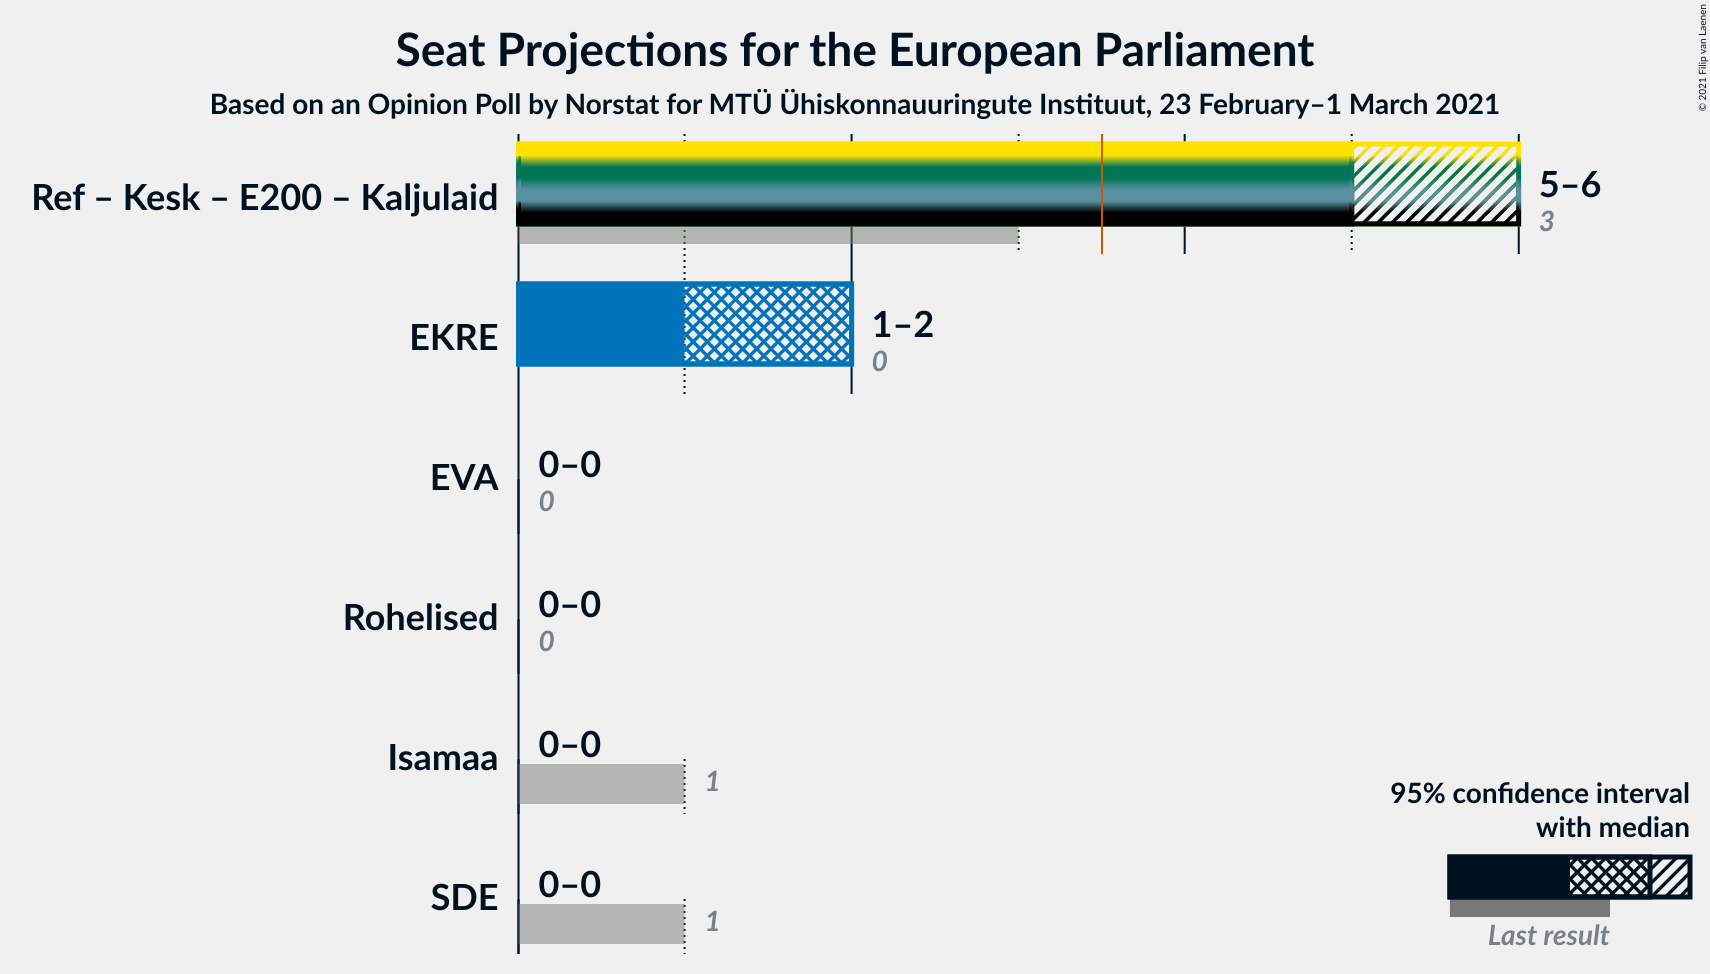 Seat Projections for the European Parliament
Based on an Opinion Poll by Norstat for MTÜ Ühiskonnauuringute Instituut, 23 February–1 March 2021
© 2021 Filip van Laenen
Ref – Kesk – E200 – Kaljulaid
5–6
3
EKRE
1–2
0
EVA
0–0
0
Rohelised
0–0
0
Isamaa
0–0
1
SDE
0–0
1
95% confidence interval
with median
Last result